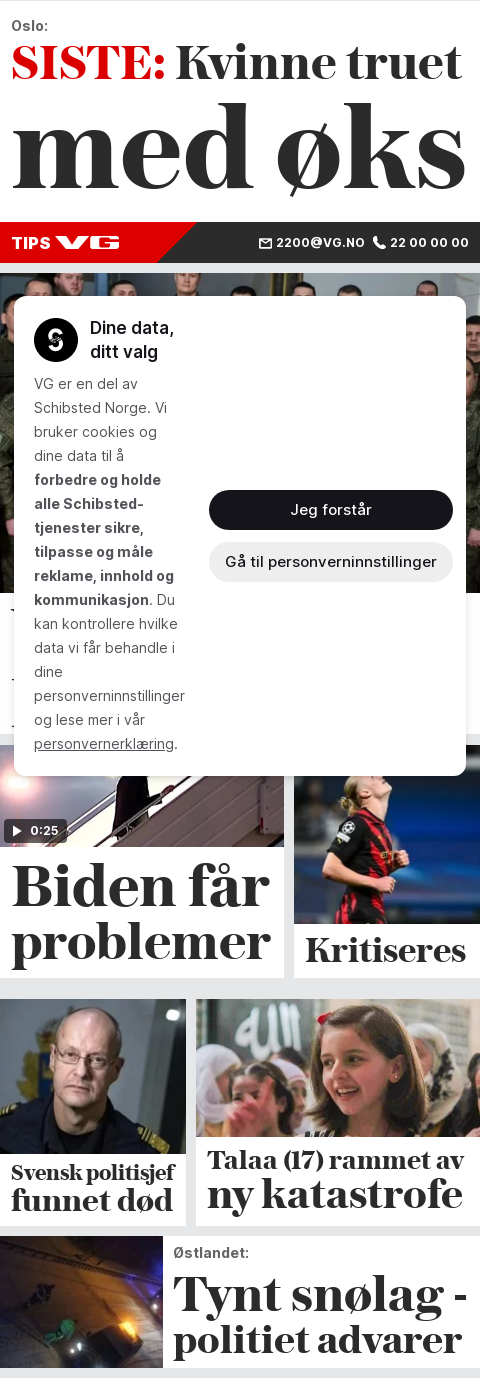 Oslo:
SISTE: Kvinne truet
med øks
TIPS VG
2200@VG.NO 22 00 00 00
Dine data,
ditt valg
VG er en del av
Schibsted Norge. Vi
bruker cookies og
dine data til å
forbedre og holde
alle Schibsted-
tjenester sikre,
tilpasse og måle
reklame, innhold og
kommunikasjon. Du
kan kontrollere hvilke
data vi får behandle i
dine
personverninnstillinger
og lese mer i vår
personvernerklæring.
Jeg forstår
Gå til personverninnstillinger
0:25
Biden får
problemer
Kritiseres
Svensk politisjef
funnet død
Talaa (17) rammet av
ny katastrofe
Østlandet:
Tynt snølag -
politiet advarer